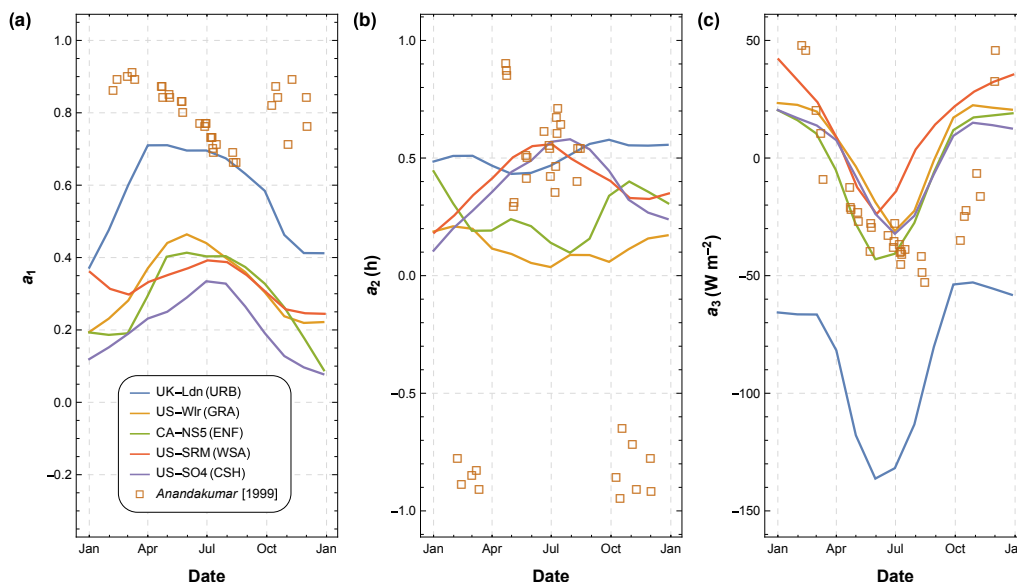 (a)
(b)
(c)
1.0
0.8
0.6
0.4
0.2
0.0
−0.2
a1
Jan Apr Jul Oct Jan
Date
UK−Ldn (URB)
US−Wlr (GRA)
CA−NS5 (ENF)
US−SRM (WSA)
US−SO4 (CSH)
Anandakumar [1999]
1.0
0.5
0.0
−0.5
−1.0
a2 (h)
Jan Apr Jul Oct Jan
Date
50
0
−50
−100
−150
a3 (W m−2)
Jan Apr Jul Oct Jan
Date